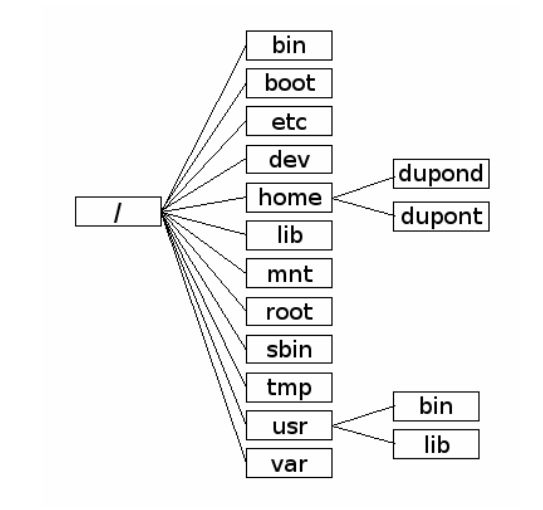 /
bin
boot
etc
dev
home
dupond
dupont
lib
mnt
root
sbin
tmp
usr
bin
lib
var